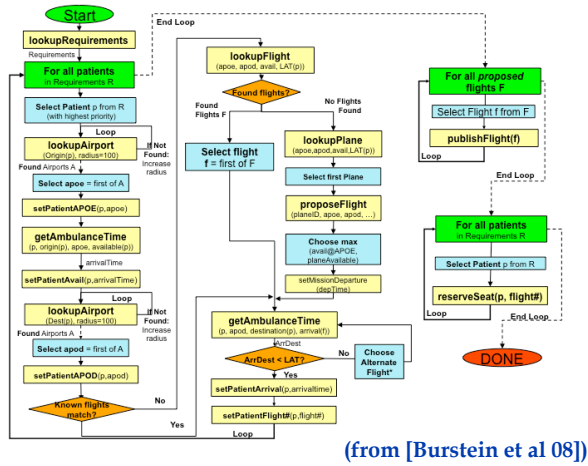 Start
lookupRequirements
Requirements
For all patients
in Requirements R
Select Patient p from R
(with highest priority)
Loop
lookupAirport
(Origin(p), radius=100)
If Not
Found:
Increase
radius
Found Airports A
Select apoe = first of A
setPatientAPOE(p,apoe)
getAmbulanceTime
(p, origin(p), apoe, available(p))
arrivalTime
setPatientAvail(p,arrivalTime)
Loop
lookupAirport
(Dest(p), radius=100)
If Not
Found:
Increase
radius
Found Airports A
Select apod = first of A
setPatientAPOD(p,apod)
Known flights
match?
No
Yes
End Loop
lookupFlight
(apoe, apod, avail, LAT(p))
Found flights?
Found
Flights F
No Flights
Found
Select flight
f = first of F
lookupPlane
(apoe,apod,avail,LAT(p))
Select first Plane
proposeFlight
(planeID, apoe, apod, ...)
Choose max
(avail@APOE,
planeAvailable)
setMissionDeparture
(depTime)
getAmbulanceTime
(p, apod, destination(p), arrival(f))
ArrDest
ArrDest < LAT?
No
Choose
Alternate
Flight*
Yes
setPatientArrival(p,arrivaltime)
setPatientFlight#(p,flight#)
Loop
For all proposed
flights F
Select Flight f from F
publishFlight(f)
Loop
End Loop
For all patients
in Requirements R
Select Patient p from R
reserveSeat(p, flight#)
Loop
End Loop
DONE
(from [Burstein et al 08])